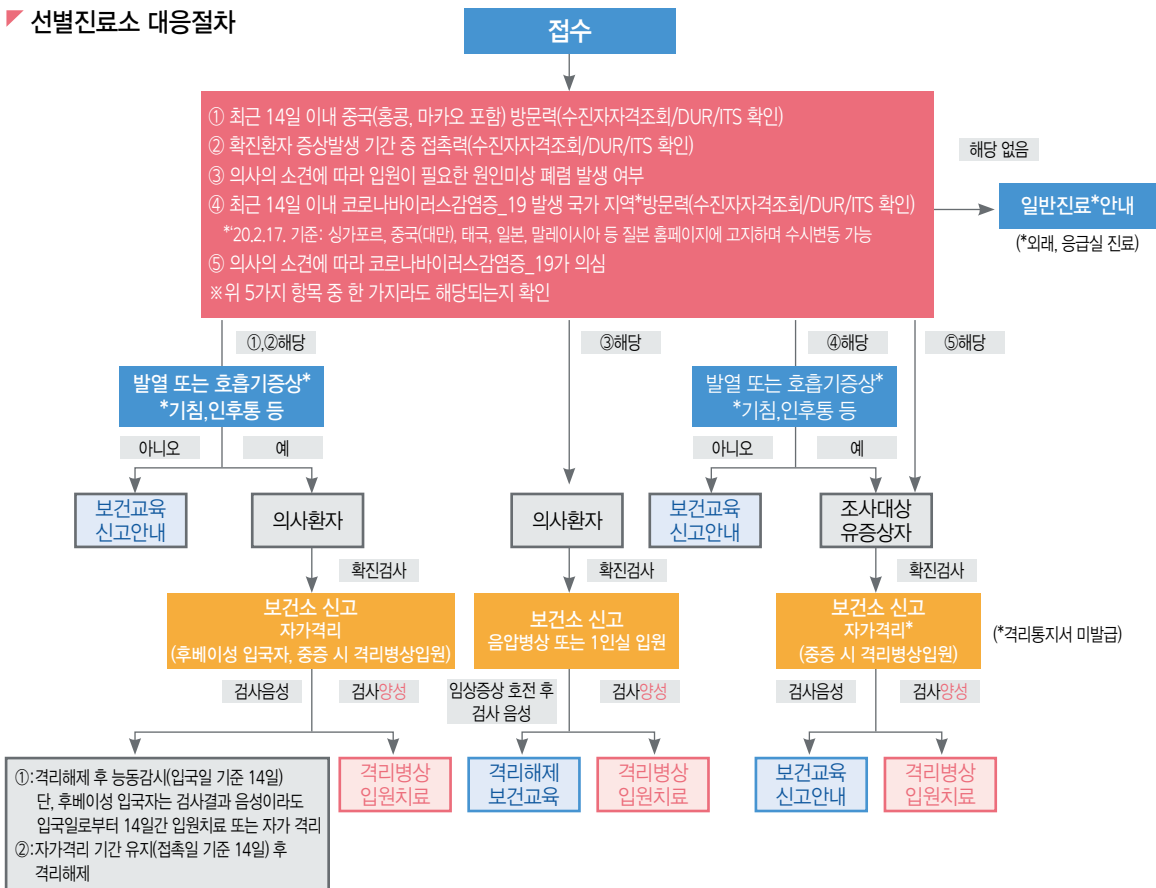 선별진료소 대응절차
접수
① 최근 14일 이내 중국(홍콩, 마카오 포함) 방문력(수진자자격조회/DUR/ITS 확인)
② 확진환자 증상발생 기간 중 접촉력(수진자자격조회/DUR/ITS 확인)
③ 의사의 소견에 따라 입원이 필요한 원인미상 폐렴 발생 여부
④ 최근 14일 이내 코로나바이러스감염증_19 발생 국가 지역*방문력(수진자자격조회/DUR/ITS 확인)
*'20.2.17. 기준: 싱가포르, 중국(대만), 태국, 일본, 말레이시아 등 질본 홈페이지에 고지하며 수시변동 가능
⑤ 의사의 소견에 따라 코로나바이러스감염증_19가 의심
※위 5가지 항목 중 한 가지라도 해당되는지 확인
해당 없음
일반진료*안내
(*외래, 응급실 진료)
①,②해당
③해당
④해당
⑤해당
발열 또는 호흡기증상*
*기침,인후통 등
발열 또는 호흡기증상*
*기침,인후통 등
아니오
예
아니오
예
보건교육
신고안내
의사환자
의사환자
보건교육
신고안내
조사대상
유증상자
확진검사
확진검사
확진검사
보건소 신고
자가격리
(후베이성 입국자, 중증 시 격리병상입원)
보건소 신고
음압병상 또는 1인실 입원
보건소 신고
자가격리*
(중증 시 격리병상입원)
(*격리통지서 미발급)
검사음성
검사양성
임상증상 호전 후
검사 음성
검사양성
검사음성
검사양성
①:격리해제 후 능동감시(입국일 기준 14일)
단, 후베이성 입국자는 검사결과 음성이라도
입국일로부터 14일간 입원치료 또는 자가 격리
②:자가격리 기간 유지(접촉일 기준 14일) 후
격리해제
격리병상
입원치료
격리해제
보건교육
격리병상
입원치료
보건교육
신고안내
격리병상
입원치료